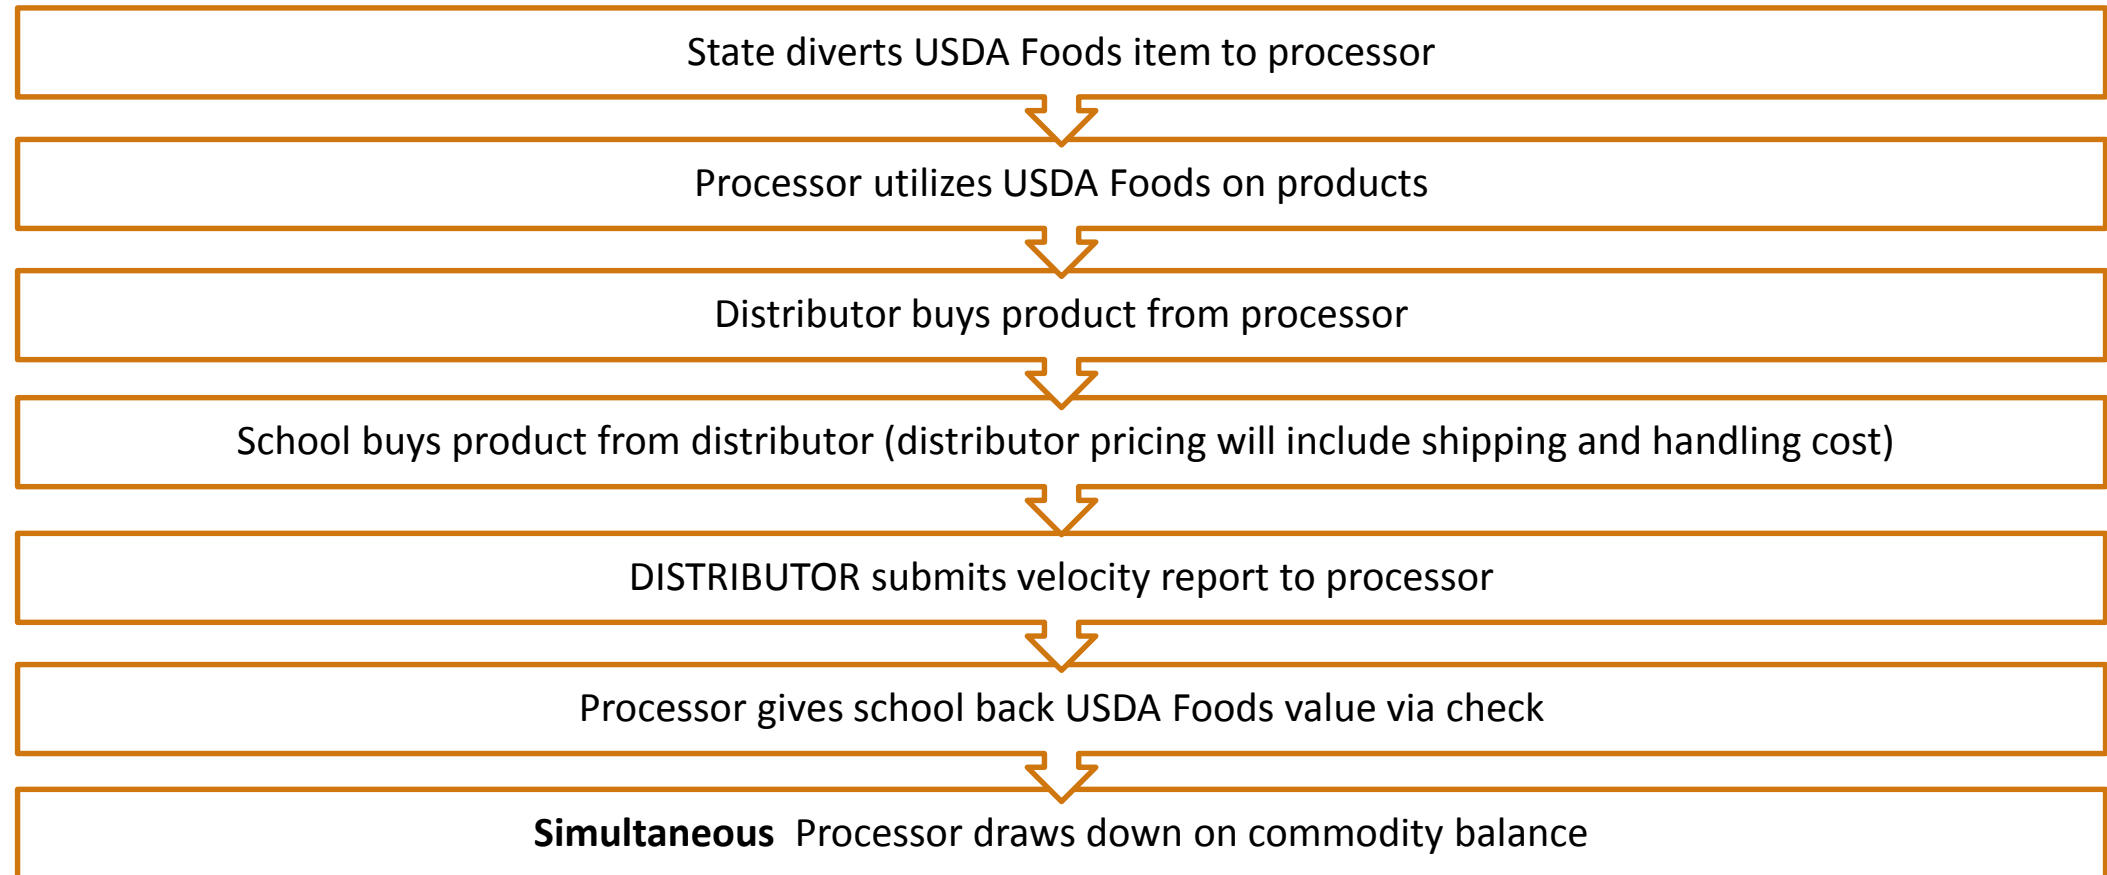 State diverts USDA Foods item to processor
Processor utilizes USDA Foods on products
Distributor buys product from processor
School buys product from distributor (distributor pricing will include shipping and handling cost)
DISTRIBUTOR submits velocity report to processor
Processor gives school back USDA Foods value via check
Simultaneous  Processor draws down on commodity balance